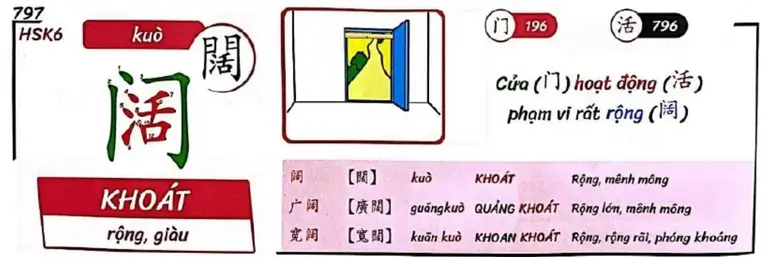 797
HSK6
kuò
闊
阔
KHOÁT
rộng, giàu
门 196
活 796
Cửa (门) hoạt động (活)
phạm vi rất rộng (阔)
阔 【闊】 kuò KHOÁT Rộng, mênh mông
广阔 【廣闊】 guǎngkuò QUẢNG KHOÁT Rộng lớn, mênh mông
宽阔 【寬闊】 kuān kuò KHOAN KHOÁT Rộng, rộng rãi, phóng khoáng